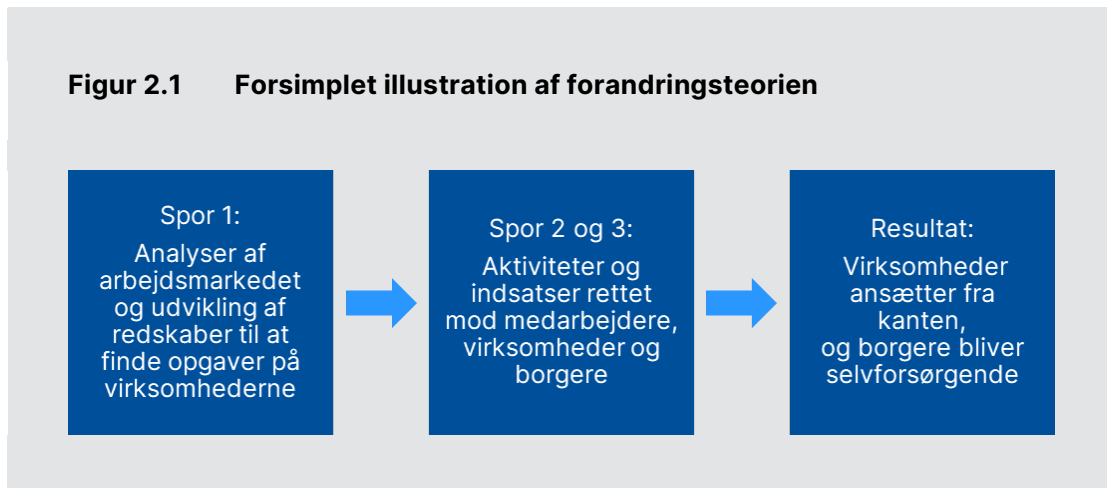 Figur 2.1 Forsimplet illustration af forandringsteorien
Spor 1:
Analyser af
arbejdsmarkedet
og udvikling af
redskaber til at
finde opgaver på
virksomhederne
Spor 2 og 3:
Aktiviteter og
indsatser rettet
mod medarbejdere,
virksomheder og
borgere
Resultat:
Virksomheder
ansætter fra
kanten,
og borgere bliver
selvforsørgende